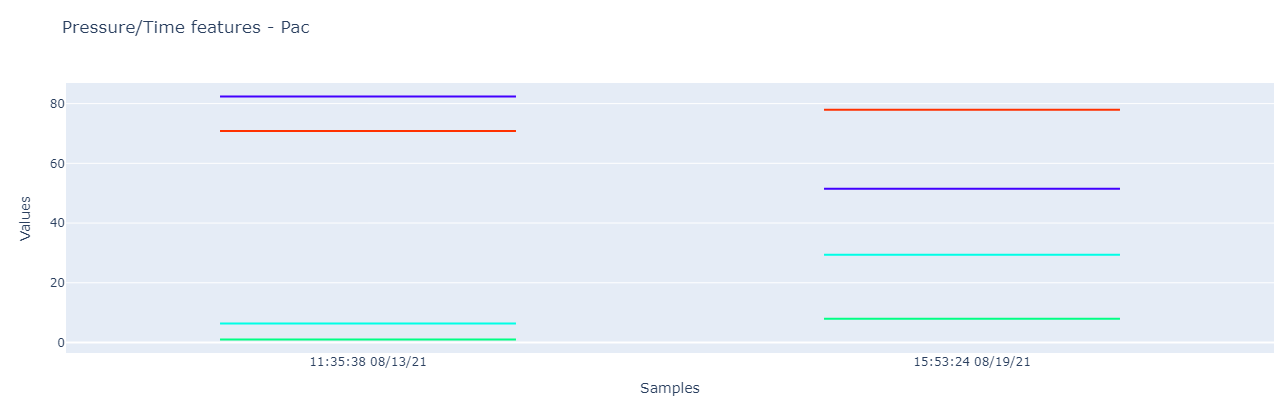 Pressure/Time features - Pac
80
60
40
20
0
Values
11:35:38 08/13/21
15:53:24 08/19/21
Samples